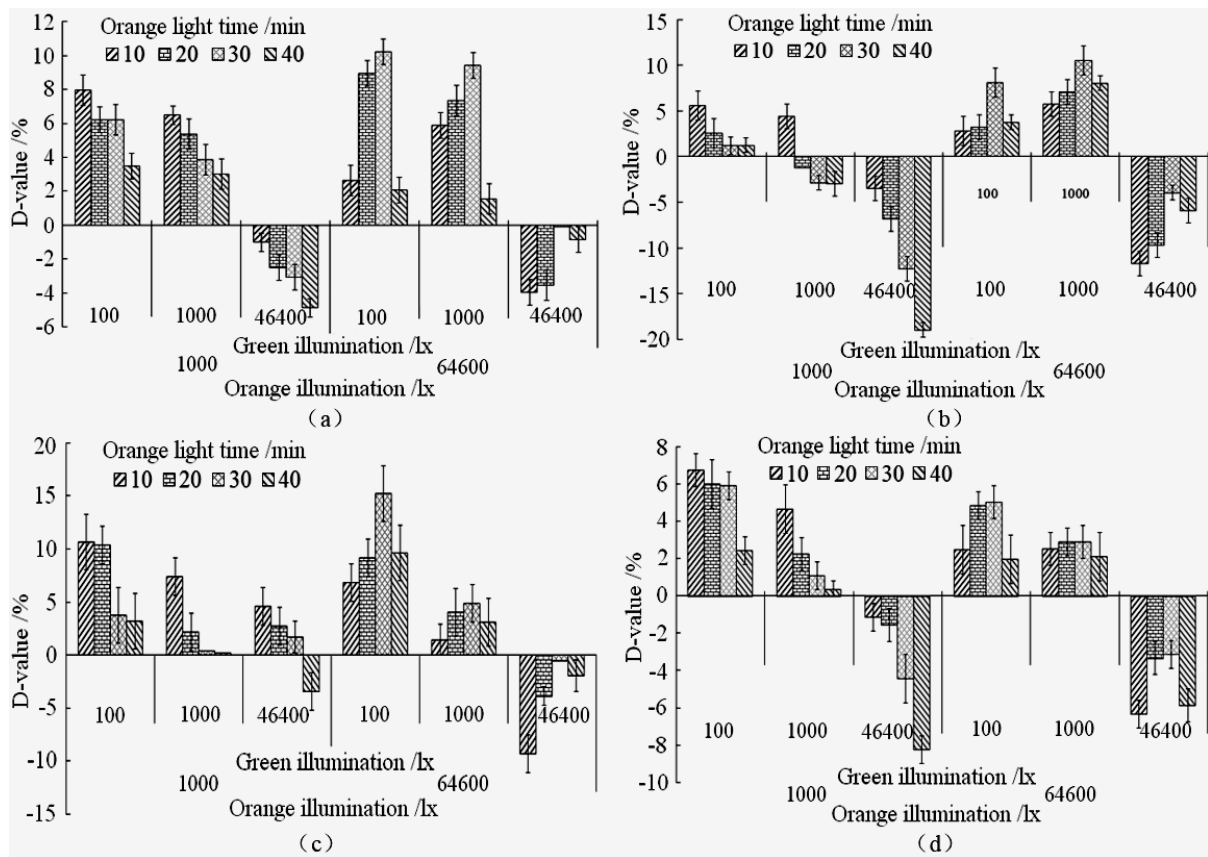 12
10
8
6
4
2
0
-2
-4
-6
D-value /%
Orange light time /min
10 20 30 40
100 1000 46400 100 1000 46400
Green illumination /lx
1000 64600
Orange illumination /lx
（a）
15
10
5
0
-5
-10
-15
-20
D-value /%
Orange light time /min
10 20 30 40
100 1000
100 1000 46400 100 1000 46400
Green illumination /lx
1000 64600
Orange illumination /lx
（b）
20
15
10
5
0
-5
-10
-15
D-value /%
Orange light time /min
10 20 30 40
100 1000 46400 100 1000 46400
Green illumination /lx
1000 64600
Orange illumination /lx
（c）
8
6
4
2
0
-2
-4
-6
-8
-10
D-value /%
Orange light time /min
10 20 30 40
100 1000 46400 100 1000 46400
Green illumination /lx
1000 64600
Orange illumination /lx
（d）